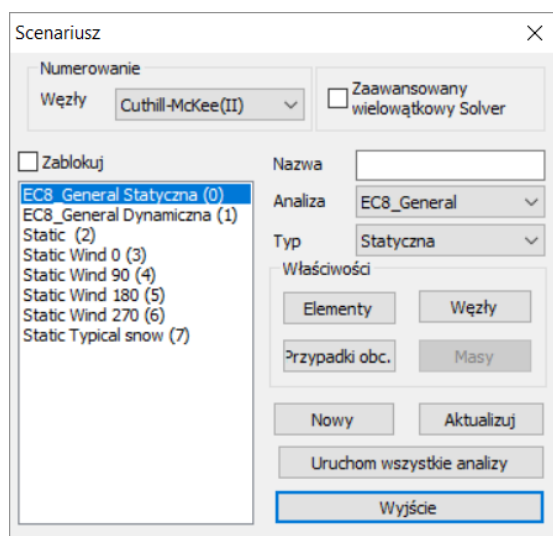 Scenariusz
Numerowanie
Węzły Cuthill-McKee(II)
Zaawansowany
wielowątkowy Solver
Zablokuj
EC8_General Statyczna (0)
EC8_General Dynamiczna (1)
Static (2)
Static Wind 0 (3)
Static Wind 90 (4)
Static Wind 180 (5)
Static Wind 270 (6)
Static Typical snow (7)
Nazwa
Analiza EC8_General
Typ Statyczna
Właściwości
Elementy Węzły
Przypadki obc. Masy
Nowy Aktualizuj
Uruchom wszystkie analizy
Wyjście